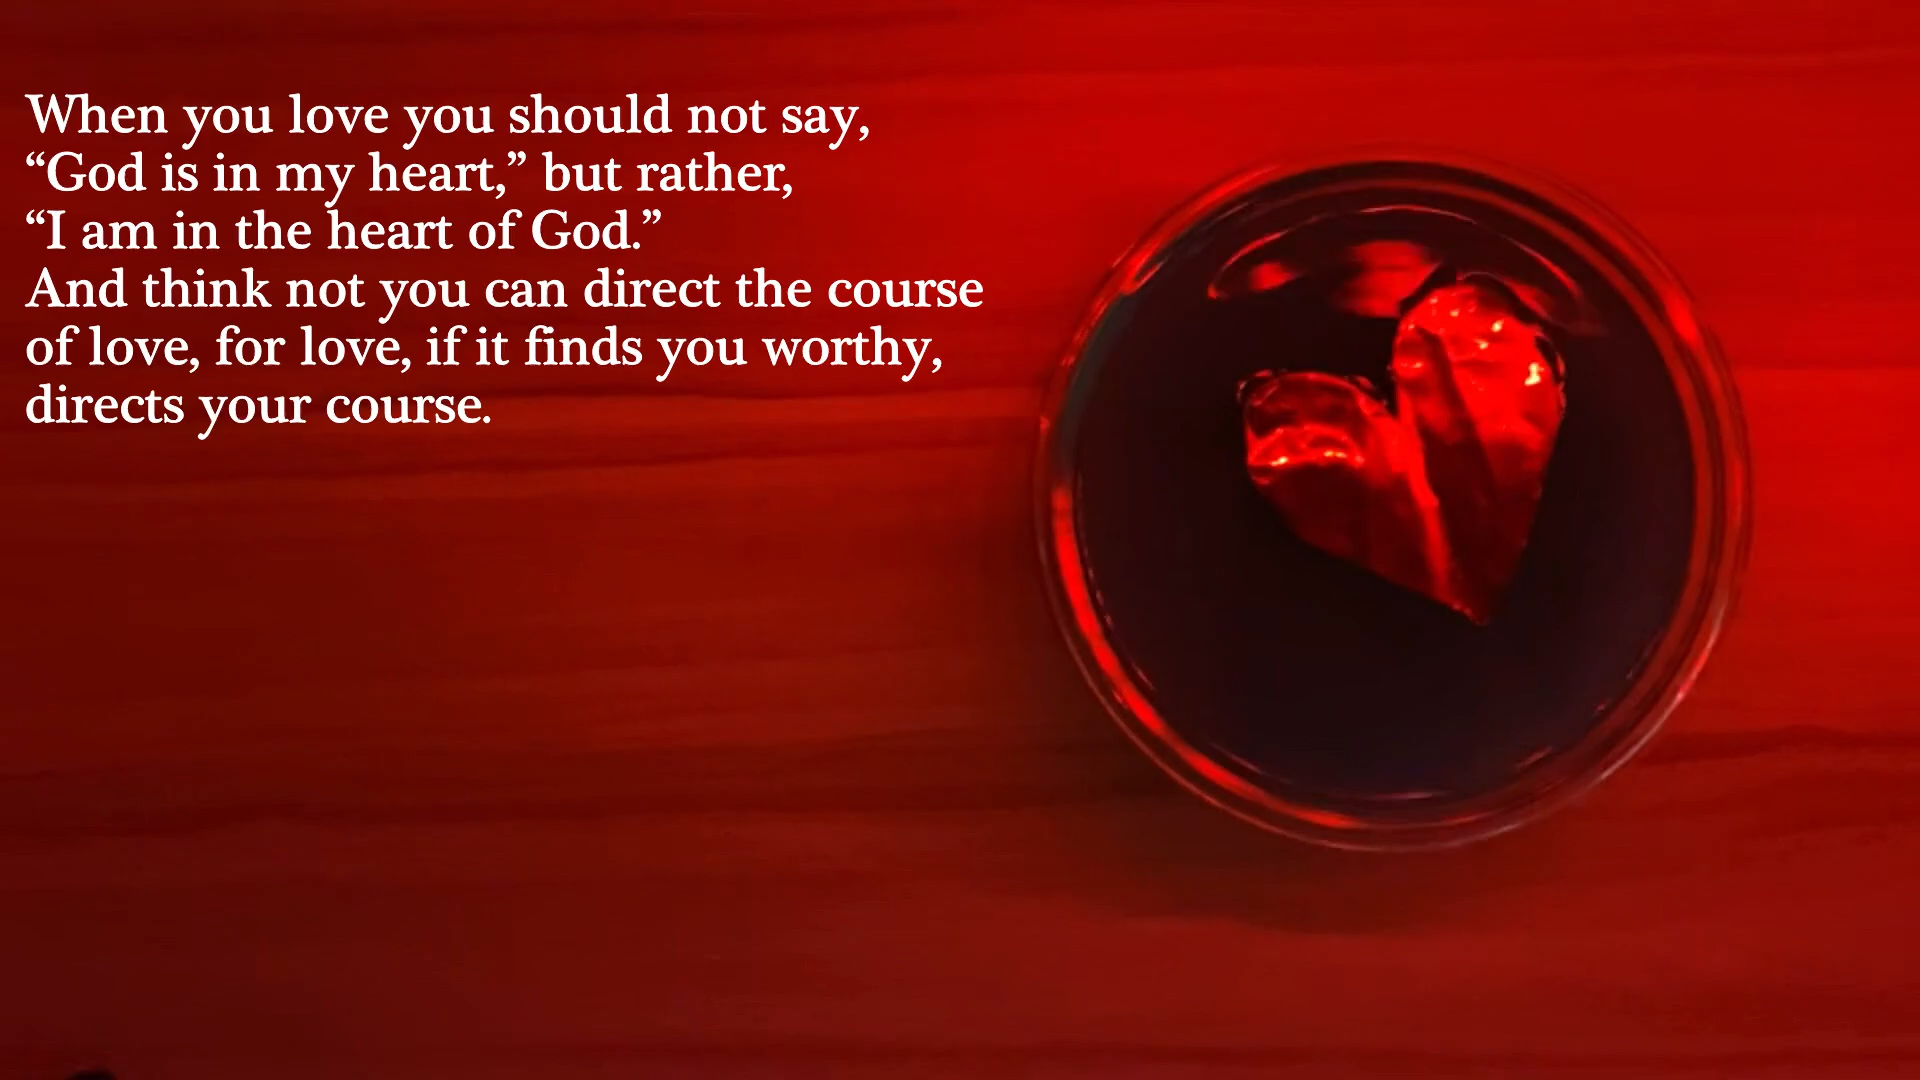 When you love you should not say,
“God is in my heart,” but rather,
“I am in the heart of God.”
And think not you can direct the course
of love, for love, if it finds you worthy,
directs your course.